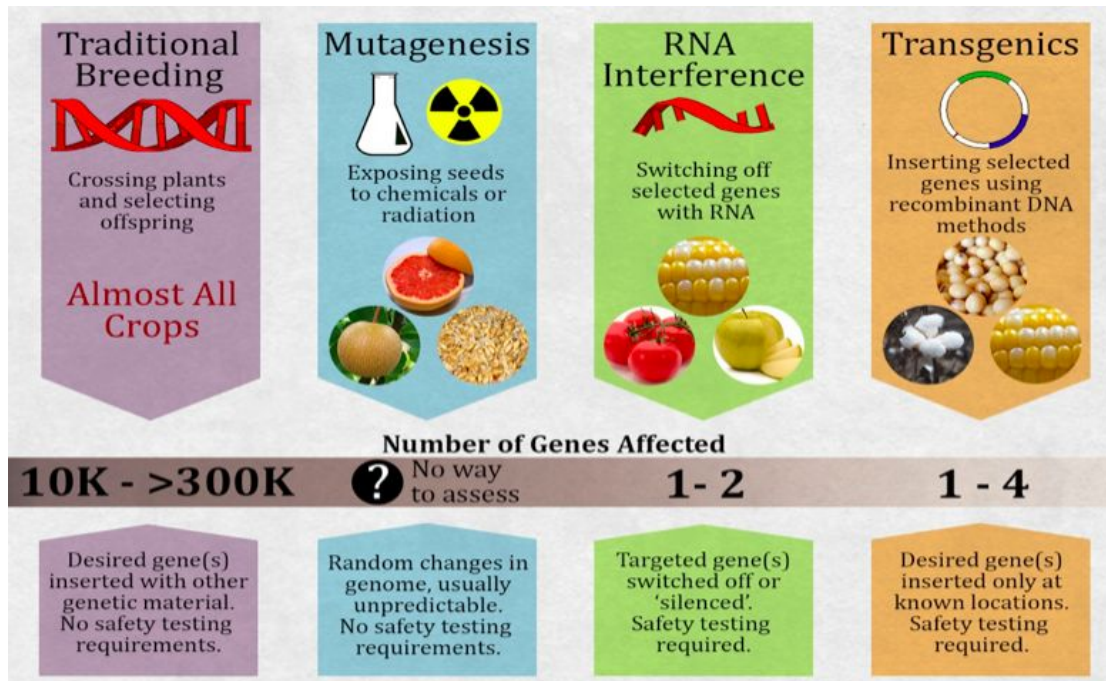 Traditional
Breeding
Crossing plants
and selecting
offspring
Almost All
Crops
Mutagenesis
Exposing seeds
to chemicals or
radiation
RNA
Interference
Switching off
selected genes
with RNA
Transgenics
Inserting selected
genes using
recombinant DNA
methods
Number of Genes Affected
10K - >300K
? No way
to assess
1- 2
1 - 4
Desired gene(s)
inserted with other
genetic material.
No safety testing
requirements.
Random changes in
genome, usually
unpredictable.
No safety testing
requirements.
Targeted gene(s)
switched off or
‘silenced’.
Safety testing
required.
Desired gene(s)
inserted only at
known locations.
Safety testing
required.